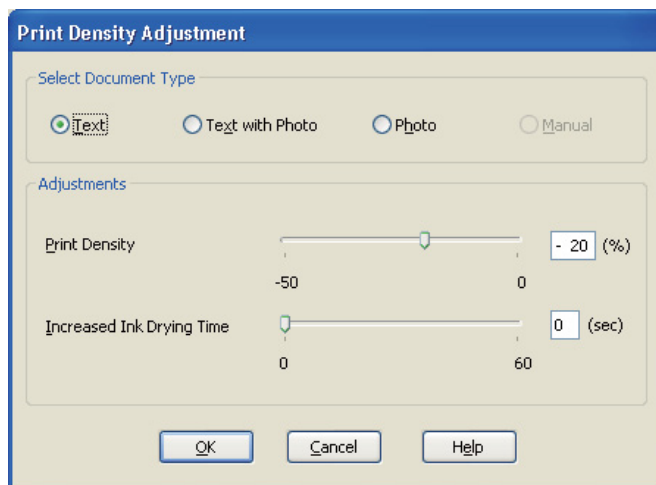 Print Density Adjustment
Select Document Type
Text Text with Photo Photo Manual
Adjustments
Print Density - 20 (%)
-50 0
Increased Ink Drying Time 0 (sec)
0 60
OK Cancel Help